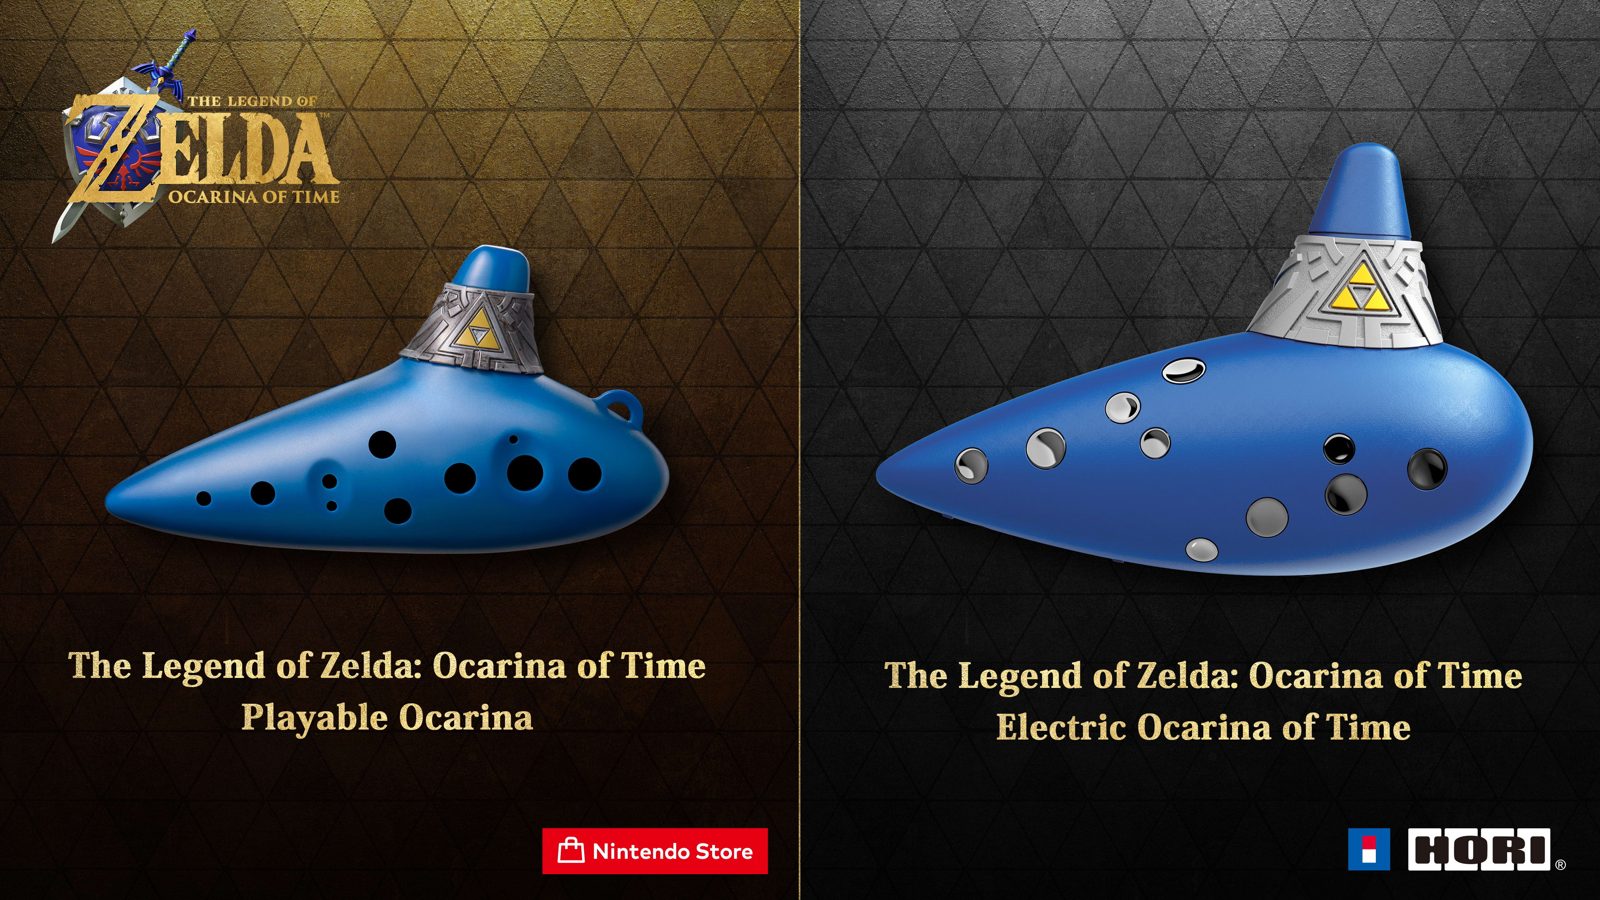 THE LEGEND OF
ZELDA™
OCARINA OF TIME
The Legend of Zelda: Ocarina of Time
Playable Ocarina
Nintendo Store
The Legend of Zelda: Ocarina of Time
Electric Ocarina of Time
HORI®